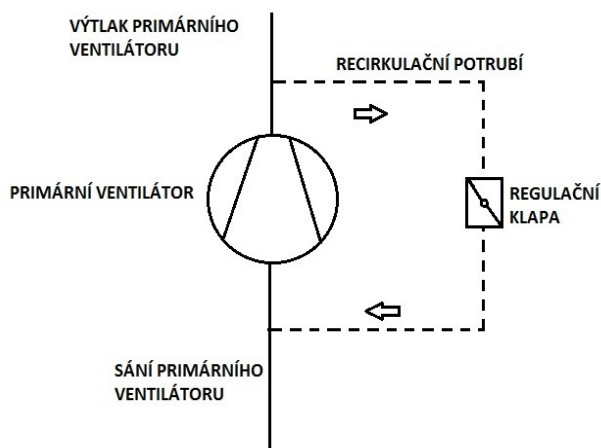 VÝTLAK PRIMÁRNÍHO
VENTILÁTORU
RECIRKULAČNÍ POTRUBÍ
PRIMÁRNÍ VENTILÁTOR
REGULAČNÍ
KLAPA
SÁNÍ PRIMÁRNÍHO
VENTILÁTORU